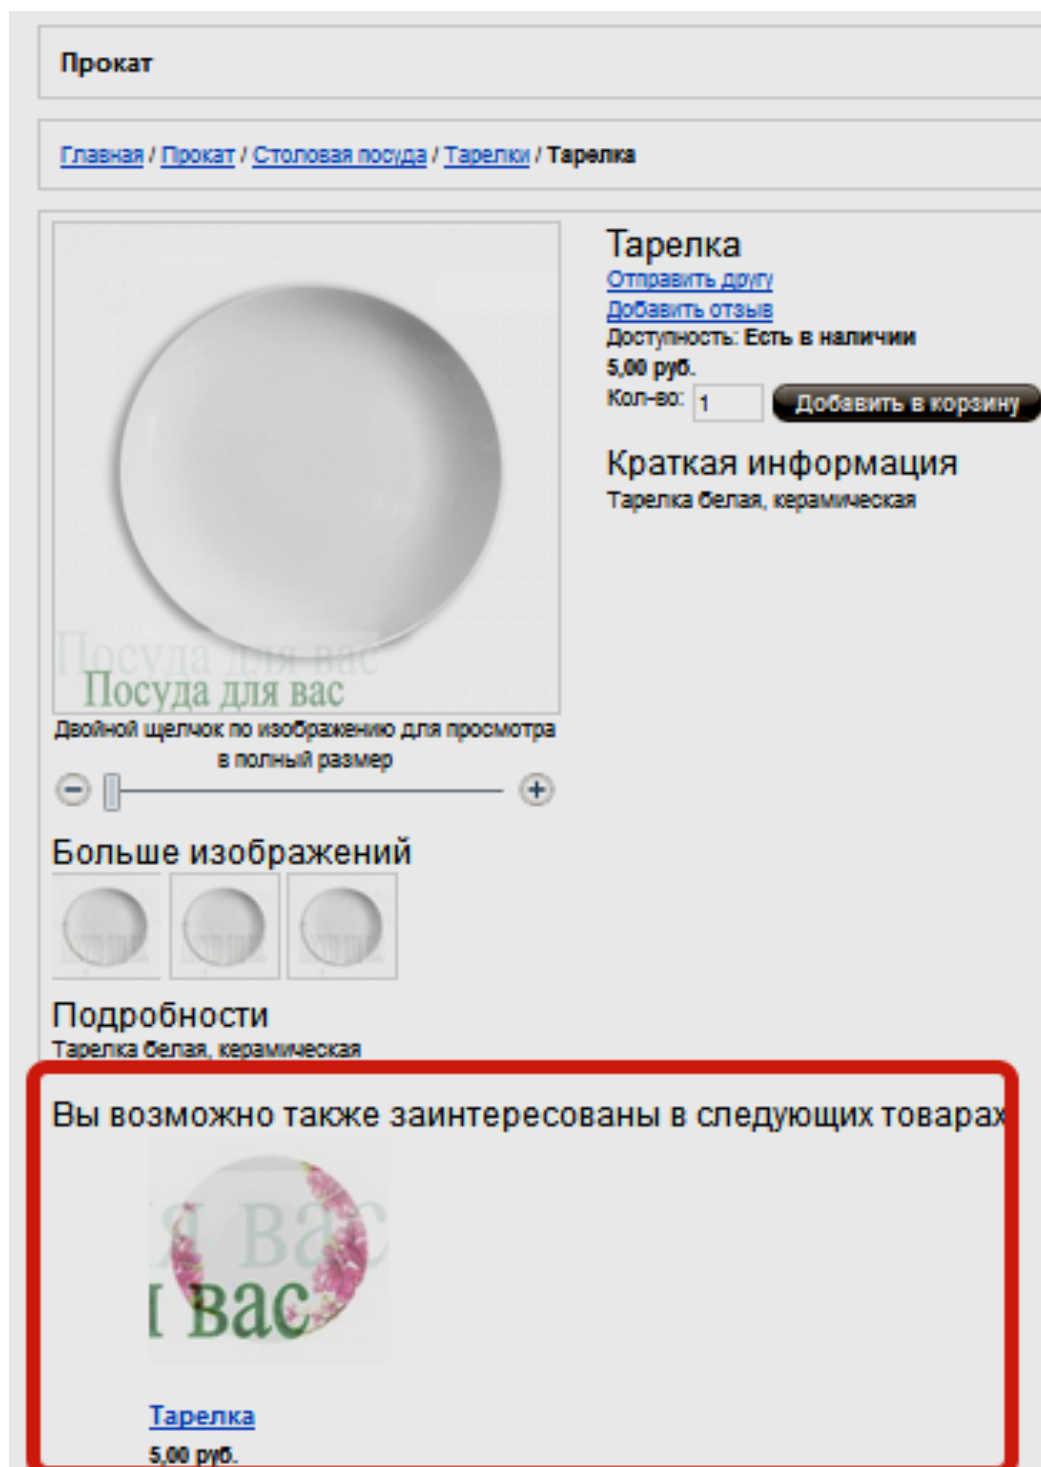 Прокат
Главная / Прокат / Столовая посуда / Тарелки / Тарелка
Тарелка
Отправить другу
Добавить отзыв
Доступность: Есть в наличии
5,00 руб.
Кол-во: 1 Добавить в корзину
Краткая информация
Тарелка белая, керамическая
Посуда для вас
Посуда для вас
Двойной щелчок по изображению для просмотра
в полный размер
Больше изображений
Подробности
Тарелка белая, керамическая
Вы возможно также заинтересованы в следующих товарах
я вас
я вас
Тарелка
5,00 руб.